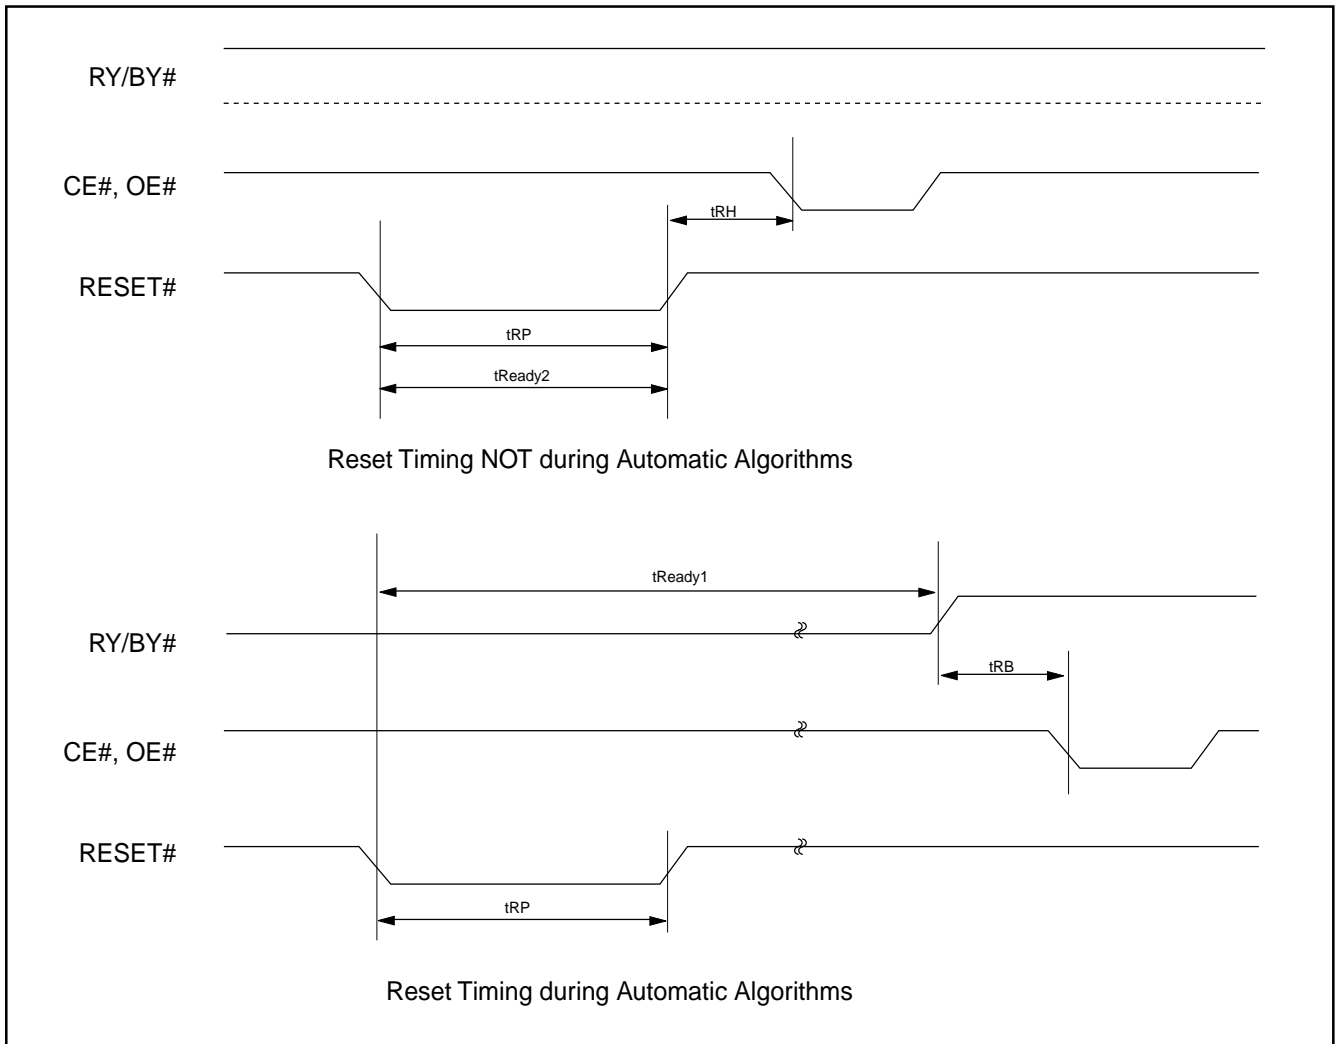 RY/BY#
CE#, OE#
tRH
RESET#
tRP
tReady2
Reset Timing NOT during Automatic Algorithms
tReady1
RY/BY#
tRB
CE#, OE#
RESET#
tRP
Reset Timing during Automatic Algorithms